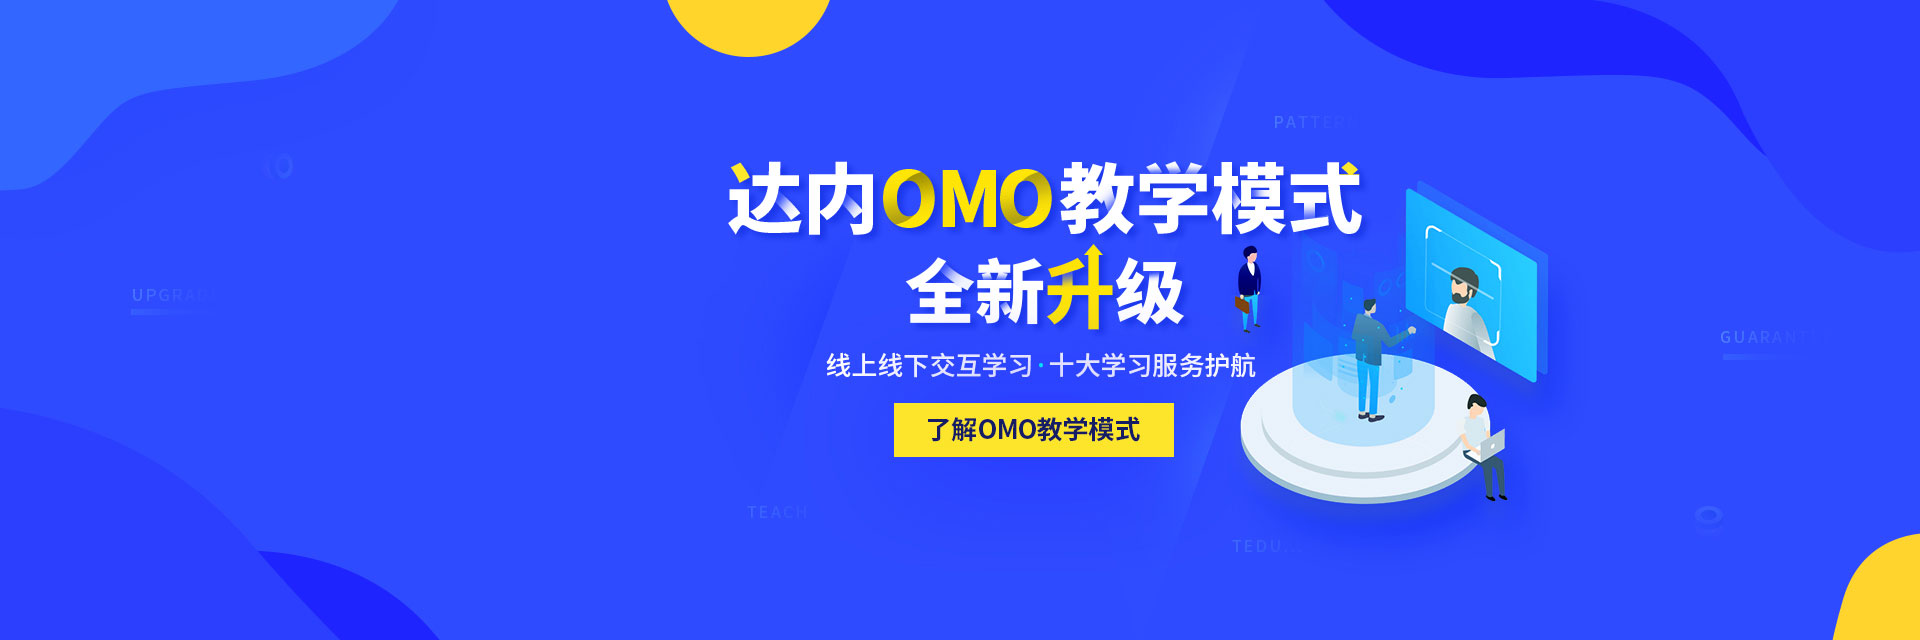 PATTERN
达内OMO教学模式
全新升级
UPGRADE
GUARANTEE
线上线下交互学习·十大学习服务护航
了解OMO教学模式
TEACH
TEDU...